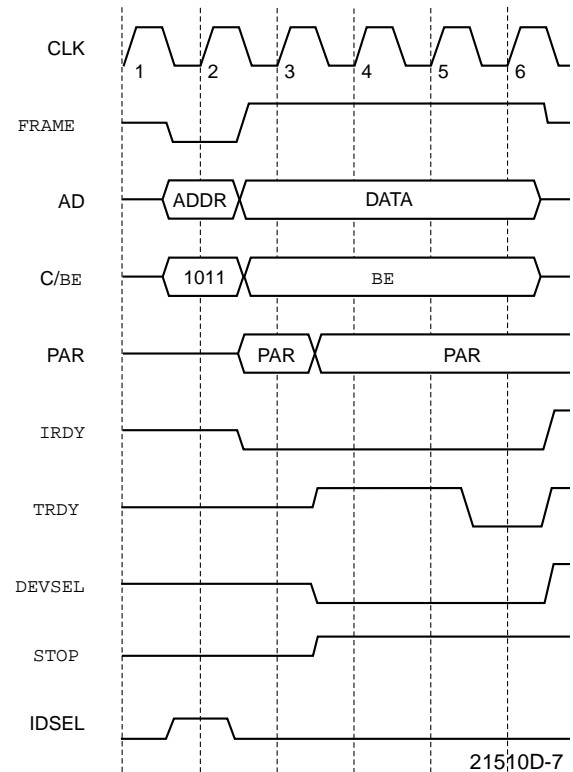 CLK
1 2 3 4 5 6
FRAME
AD ADDR DATA
C/BE 1011 BE
PAR PAR PAR
IRDY
TRDY
DEVSEL
STOP
IDSEL
21510D-7